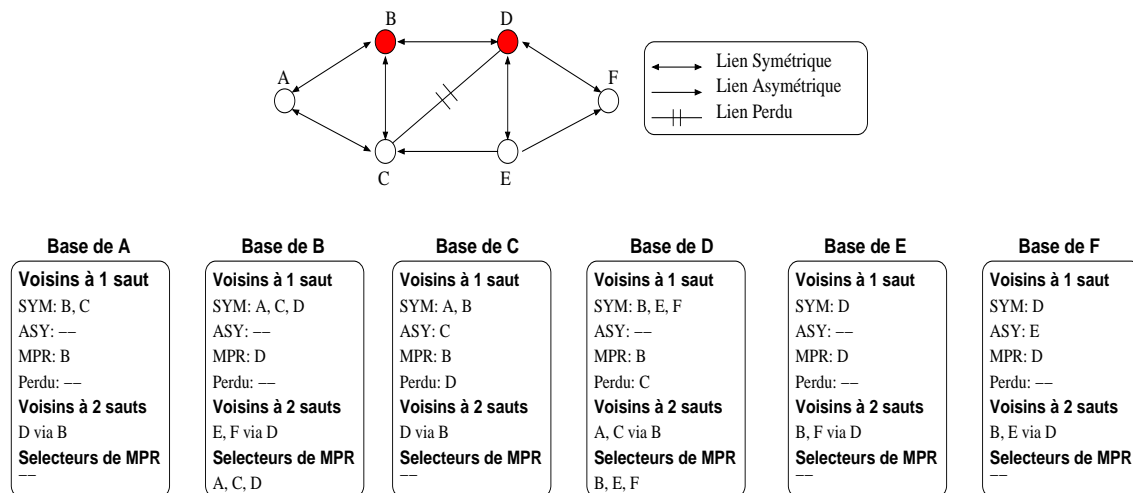 B
D
A
F
C
E
Lien Symétrique
Lien Asymétrique
Lien Perdu
Base de A
Voisins à 1 saut
SYM: B, C
ASY: −−
MPR: B
Perdu: −−
Voisins à 2 sauts
D via B
Selecteurs de MPR
−−
Base de B
Voisins à 1 saut
SYM: A, C, D
ASY: −−
MPR: D
Perdu: −−
Voisins à 2 sauts
E, F via D
Selecteurs de MPR
A, C, D
Base de C
Voisins à 1 saut
SYM: A, B
ASY: C
MPR: B
Perdu: D
Voisins à 2 sauts
D via B
Selecteurs de MPR
−−
Base de D
Voisins à 1 saut
SYM: B, E, F
ASY: −−
MPR: B
Perdu: C
Voisins à 2 sauts
A, C via B
Selecteurs de MPR
B, E, F
Base de E
Voisins à 1 saut
SYM: D
ASY: −−
MPR: D
Perdu: −−
Voisins à 2 sauts
B, F via D
Selecteurs de MPR
−−
Base de F
Voisins à 1 saut
SYM: D
ASY: E
MPR: D
Perdu: −−
Voisins à 2 sauts
B, E via D
Selecteurs de MPR
−−